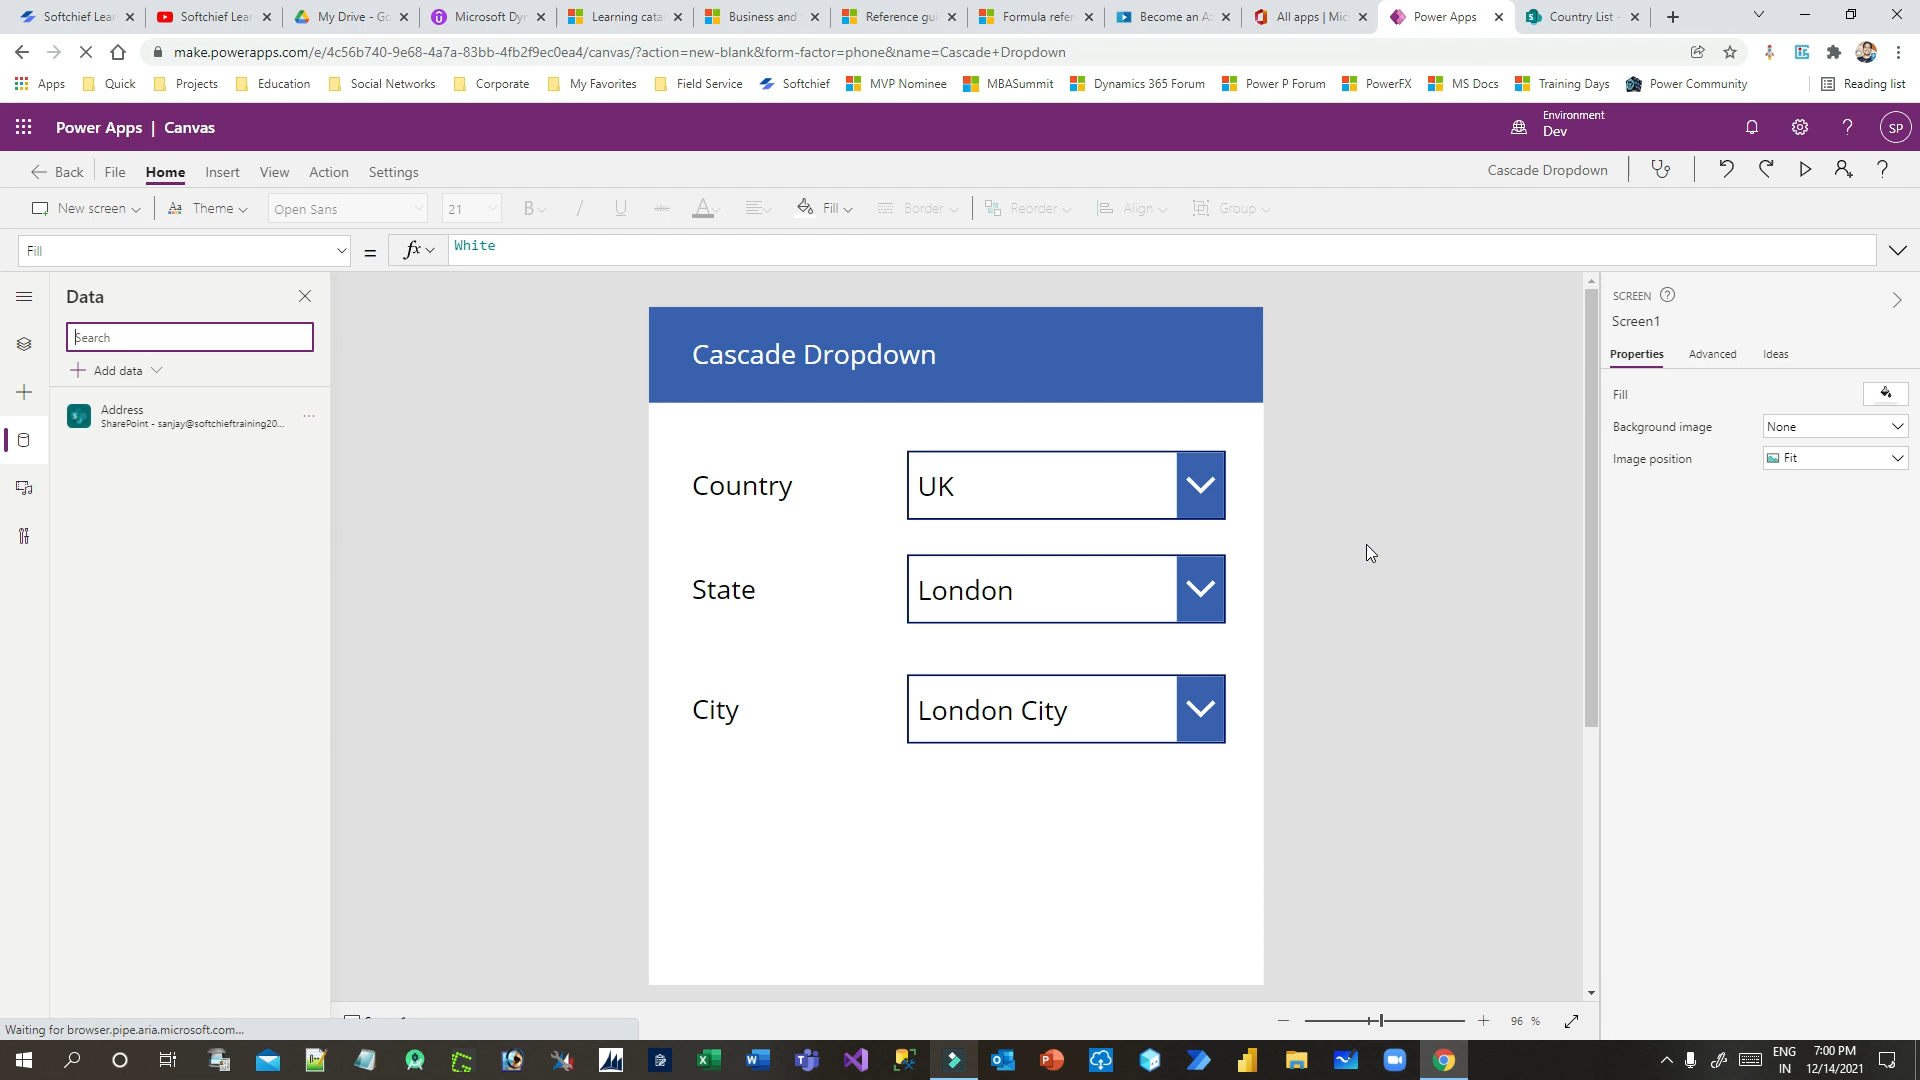 Softchief Lear
Softchief Lear
My Drive - Go
Microsoft Dyn
Learning cata
Business and
Reference gu
Formula refer
Become an Az
All apps | Mic
Power Apps
Country List -
make.powerapps.com/e/4c56b740-9e68-4a7a-83bb-4fb2f9ec0ea4/canvas/?action=new-blank&form-factor=phone&name=Cascade+Dropdown
Apps
Quick
Projects
Education
Social Networks
Corporate
My Favorites
Field Service
Softchief
MVP Nominee
MBASummit
Dynamics 365 Forum
Power P Forum
PowerFX
MS Docs
Training Days
Power Community
Reading list
Power Apps | Canvas
Environment
Dev
SP
Back
File
Home
Insert
View
Action
Settings
Cascade Dropdown
New screen
Theme
Open Sans
21
B
/
U
abc
A
Fill
Border
Reorder
Align
Group
Fill
=
fx
White
Data
Search
Add data
Address
SharePoint - sanjay@softchieftraining20...
Cascade Dropdown
Country
UK
State
London
City
London City
SCREEN
Screen1
Properties
Advanced
Ideas
Fill
Background image
None
Image position
Fit
Waiting for browser.pipe.aria.microsoft.com...
96 %
ENG
IN
7:00 PM
12/14/2021